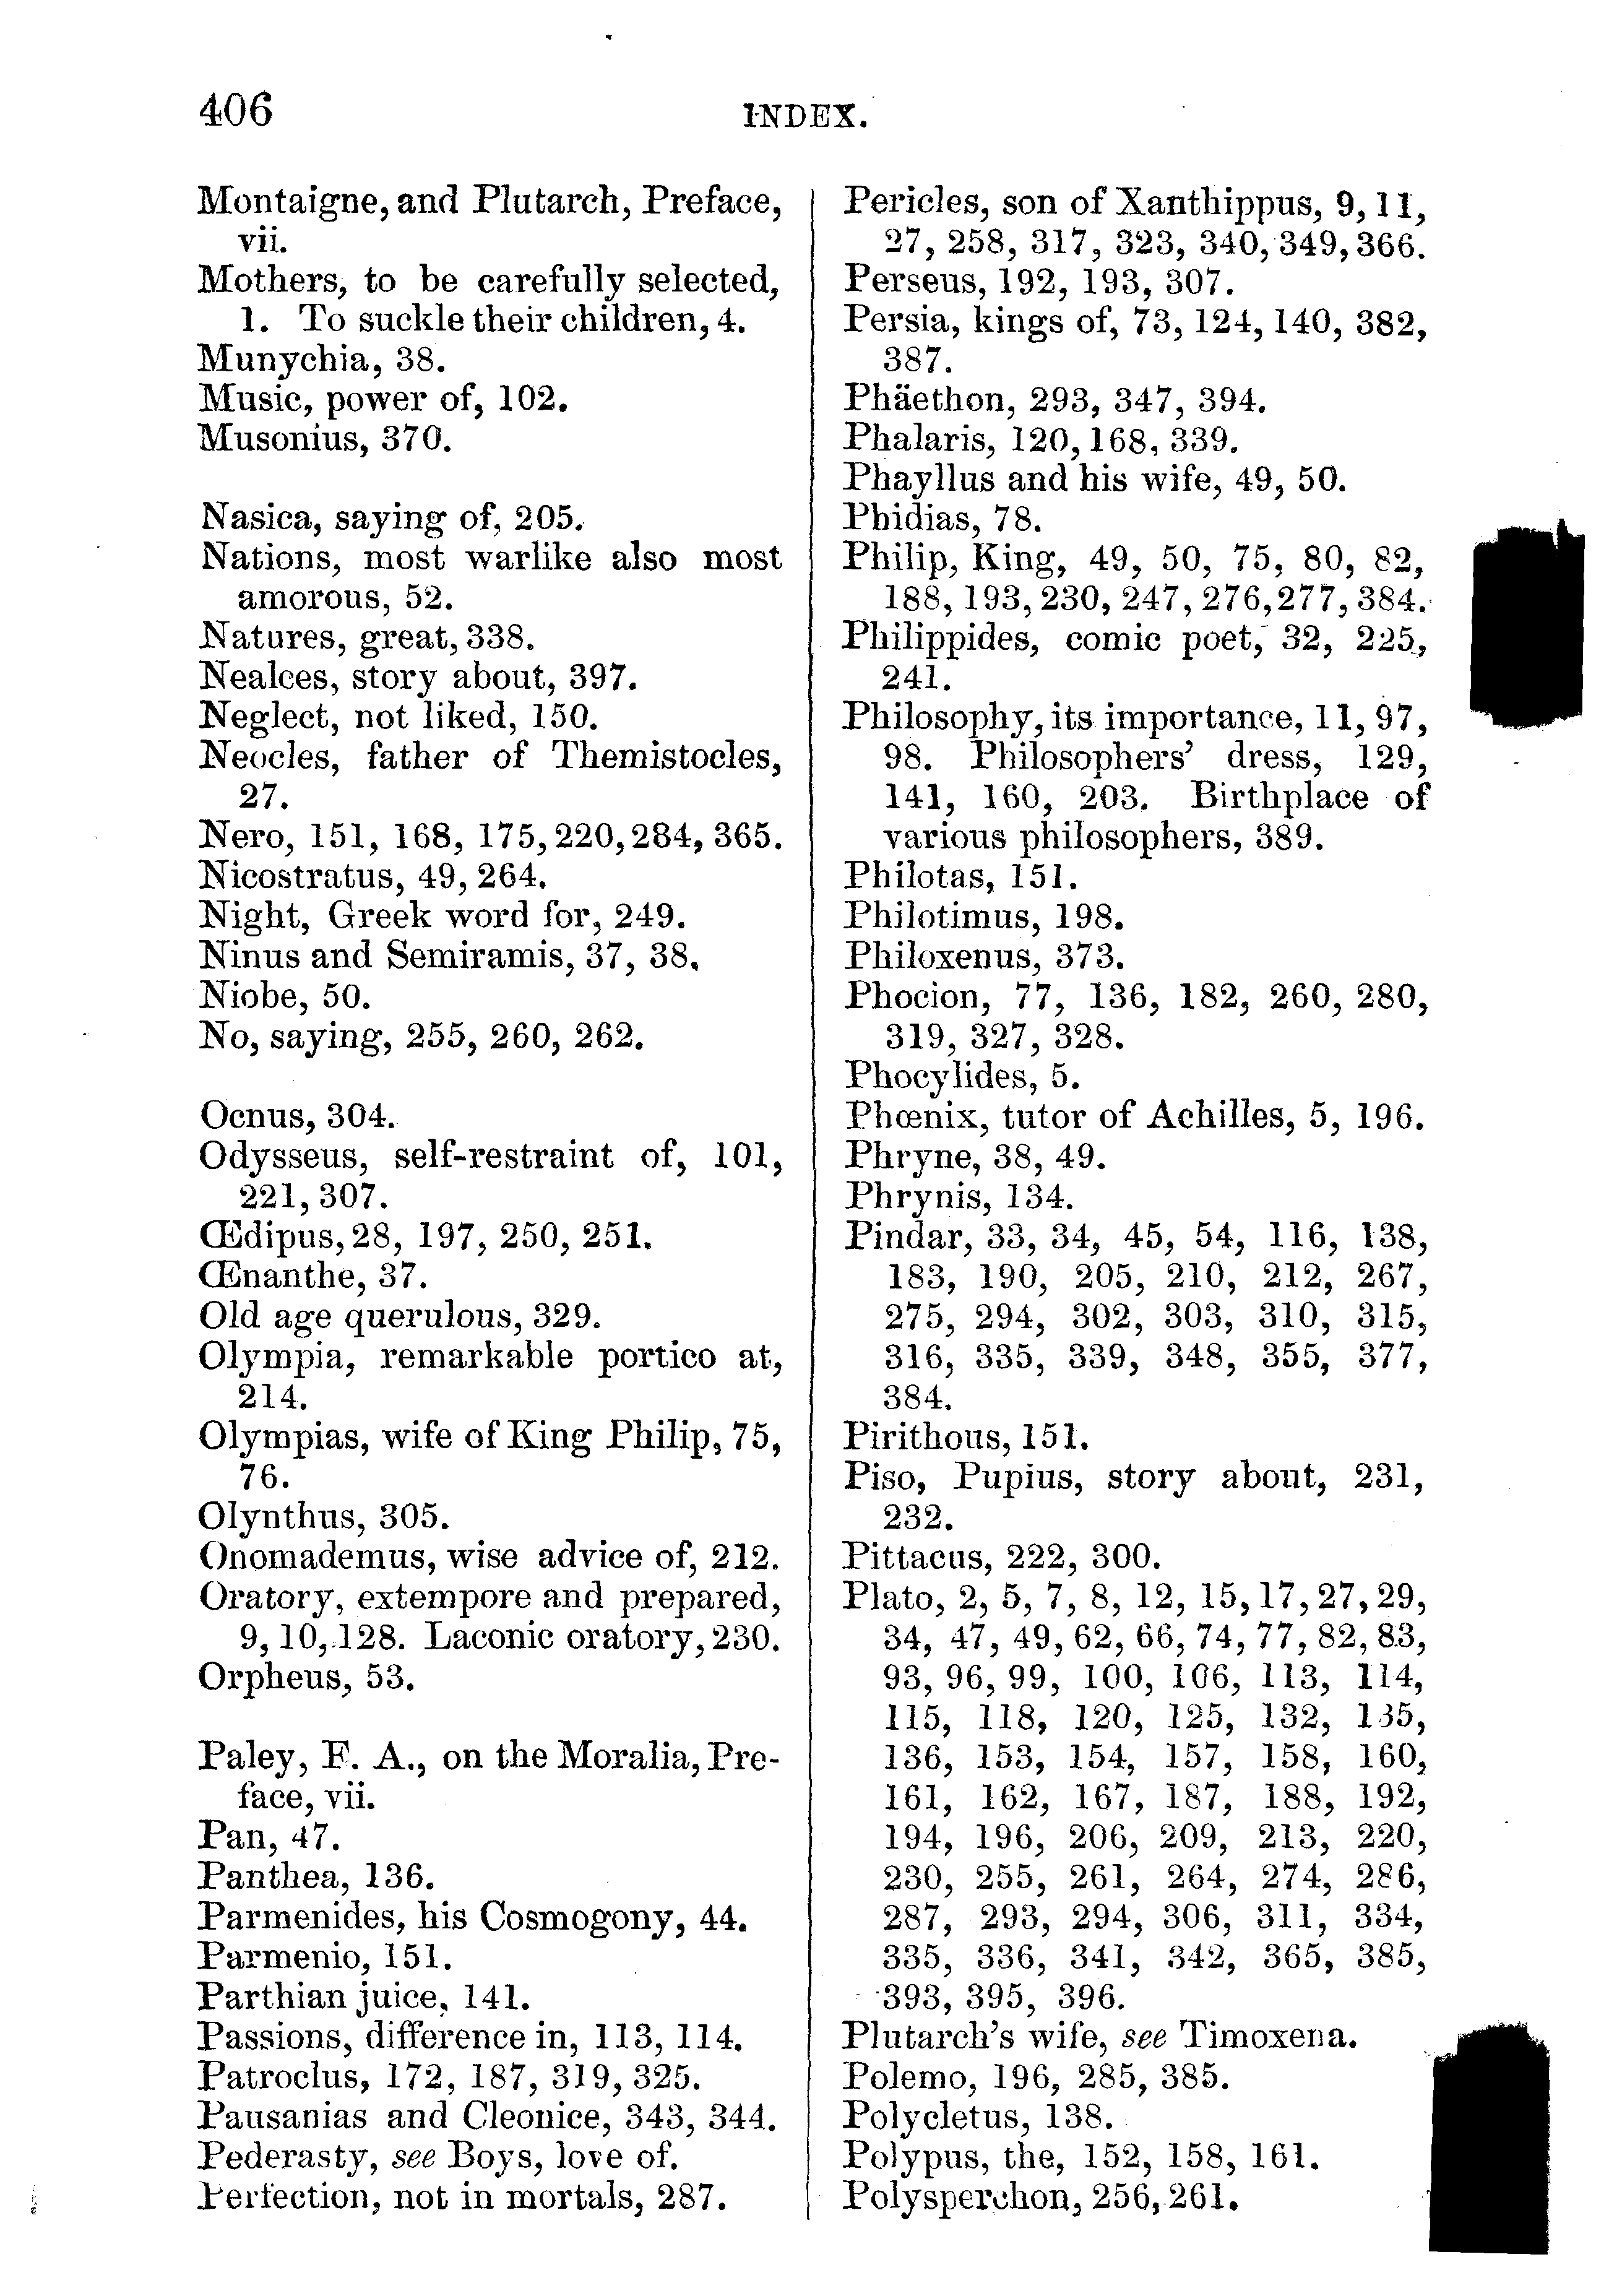 406
INDEX.
Montaigne, and Plutarch, Preface,
vii.
Mothers, to be carefully selected,
1. To suckle their children, 4.
Munychia, 38.
Music, power of, 102.
Musonius, 370.
Nasica, saying of, 205.
Nations, most warlike also most
amorous, 52.
Natures, great, 338.
Nealces, story about, 397.
Neglect, not liked, 150.
Neocles, father of Themistocles,
27.
Nero, 151, 168, 175, 220, 284, 365.
Nicostratus, 49, 264.
Night, Greek word for, 249.
Ninus and Semiramis, 37, 38.
Niobe, 50.
No, saying, 255, 260, 262.
Ocnus, 304.
Odysseus, self-restraint of, 101,
221, 307.
Œdipus, 28, 197, 250, 251.
Œnanthe, 37.
Old age querulous, 329.
Olympia, remarkable portico at,
214.
Olympias, wife of King Philip, 75,
76.
Olynthus, 305.
Onomademus, wise advice of, 212.
Oratory, extempore and prepared,
9, 10, 128. Laconic oratory, 230.
Orpheus, 53.
Paley, F. A., on the Moralia, Pre-
face, vii.
Pan, 47.
Panthea, 136.
Parmenides, his Cosmogony, 44.
Parmenio, 151.
Parthian juice, 141.
Passions, difference in, 113, 114.
Patroclus, 172, 187, 319, 325.
Pausanias and Cleonice, 343, 344.
Pederasty, see Boys, love of.
Perfection, not in mortals, 287.
Pericles, son of Xanthippus, 9, 11,
27, 258, 317, 323, 340, 349, 366.
Perseus, 192, 193, 307.
Persia, kings of, 73, 124, 140, 382,
387.
Phäethon, 293, 347, 394.
Phalaris, 120, 168, 339.
Phayllus and his wife, 49, 50.
Phidias, 78.
Philip, King, 49, 50, 75, 80, 82,
188, 193, 230, 247, 276, 277, 384.
Philippides, comic poet, 32, 225,
241.
Philosophy, its importance, 11, 97,
98. Philosophers' dress, 129,
141, 160, 203. Birthplace of
various philosophers, 389.
Philotas, 151.
Philotimus, 198.
Philoxenus, 373.
Phocion, 77, 136, 182, 260, 280,
319, 327, 328.
Phocylides, 5.
Phœnix, tutor of Achilles, 5, 196.
Phryne, 38, 49.
Phrynis, 134.
Pindar, 33, 34, 45, 54, 116, 138,
183, 190, 205, 210, 212, 267,
275, 294, 302, 303, 310, 315,
316, 335, 339, 348, 355, 377,
384.
Pirithous, 151.
Piso, Pupius, story about, 231,
232.
Pittacus, 222, 300.
Plato, 2, 5, 7, 8, 12, 15, 17, 27, 29,
34, 47, 49, 62, 66, 74, 77, 82, 83,
93, 96, 99, 100, 106, 113, 114,
115, 118, 120, 125, 132, 135,
136, 153, 154, 157, 158, 160,
161, 162, 167, 187, 188, 192,
194, 196, 206, 209, 213, 220,
230, 255, 261, 264, 274, 286,
287, 293, 294, 306, 311, 334,
335, 336, 341, 342, 365, 385,
393, 395, 396.
Plutarch's wife, see Timoxena.
Polemo, 196, 285, 385.
Polycletus, 138.
Polypus, the, 152, 158, 161.
Polysperchon, 256, 261.